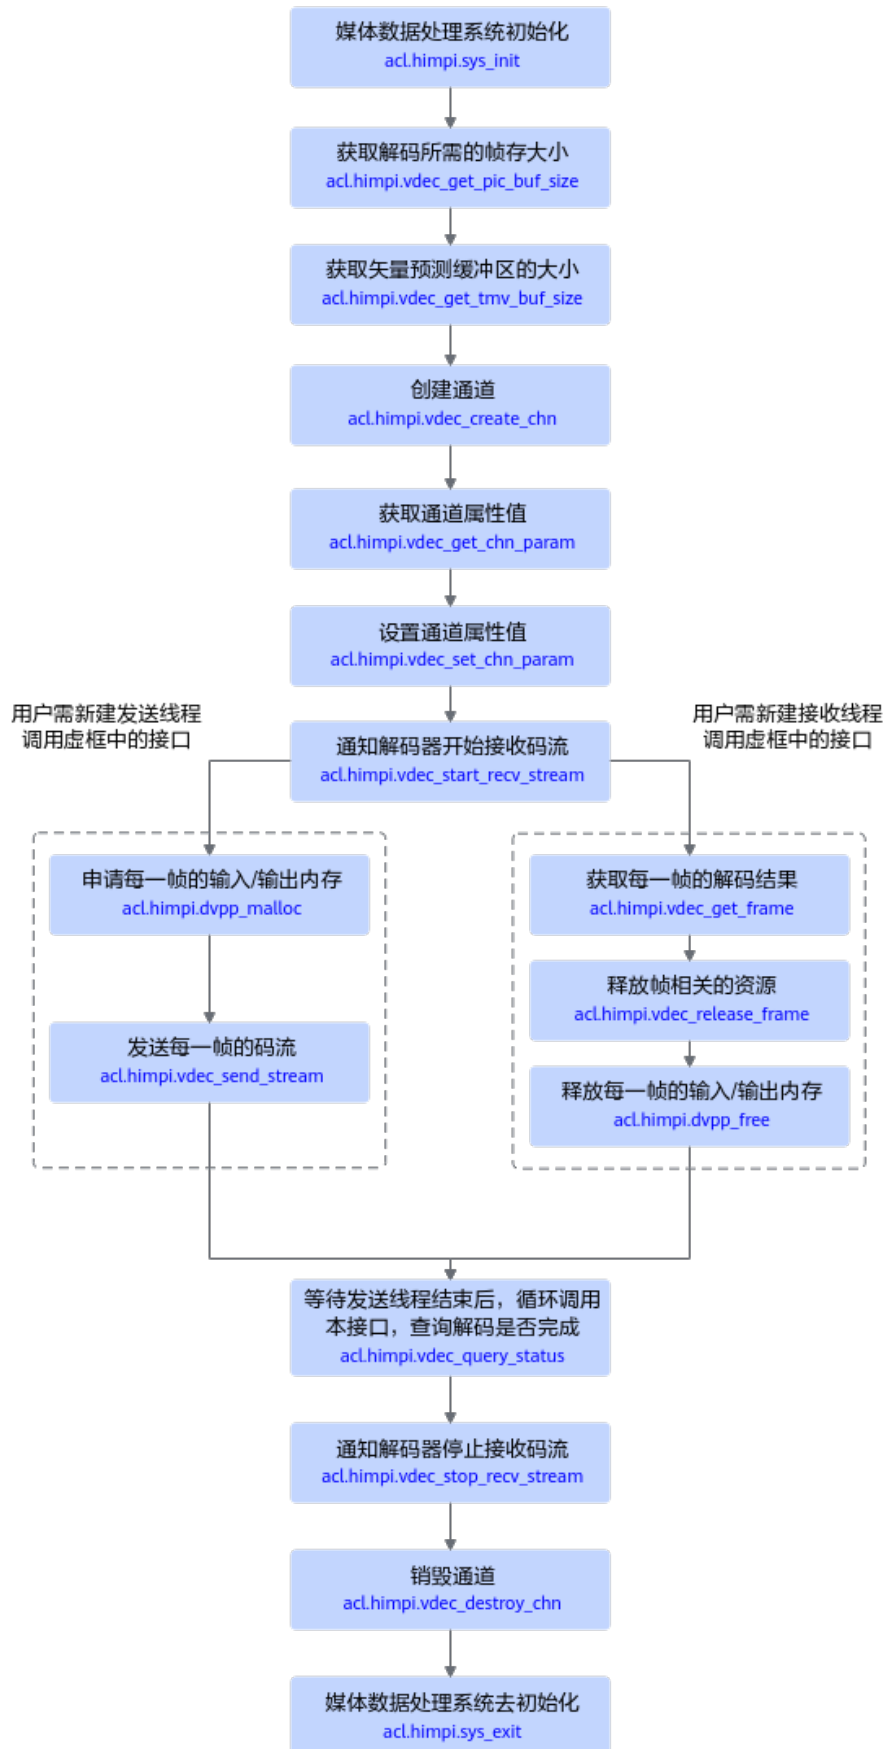 媒体数据处理系统初始化
acl.himpi.sys_init
获取解码所需的帧存大小
acl.himpi.vdec_get_pic_buf_size
获取矢量预测缓冲区的大小
acl.himpi.vdec_get_tmv_buf_size
创建通道
acl.himpi.vdec_create_chn
获取通道属性值
acl.himpi.vdec_get_chn_param
设置通道属性值
acl.himpi.vdec_set_chn_param
用户需新建发送线程
调用虚框中的接口
用户需新建接收线程
调用虚框中的接口
通知解码器开始接收码流
acl.himpi.vdec_start_recv_stream
申请每一帧的输入/输出内存
acl.himpi.dvpp_malloc
发送每一帧的码流
acl.himpi.vdec_send_stream
获取每一帧的解码结果
acl.himpi.vdec_get_frame
释放帧相关的资源
acl.himpi.vdec_release_frame
释放每一帧的输入/输出内存
acl.himpi.dvpp_free
等待发送线程结束后，循环调用
本接口，查询解码是否完成
acl.himpi.vdec_query_status
通知解码器停止接收码流
acl.himpi.vdec_stop_recv_stream
销毁通道
acl.himpi.vdec_destroy_chn
媒体数据处理系统去初始化
acl.himpi.sys_exit